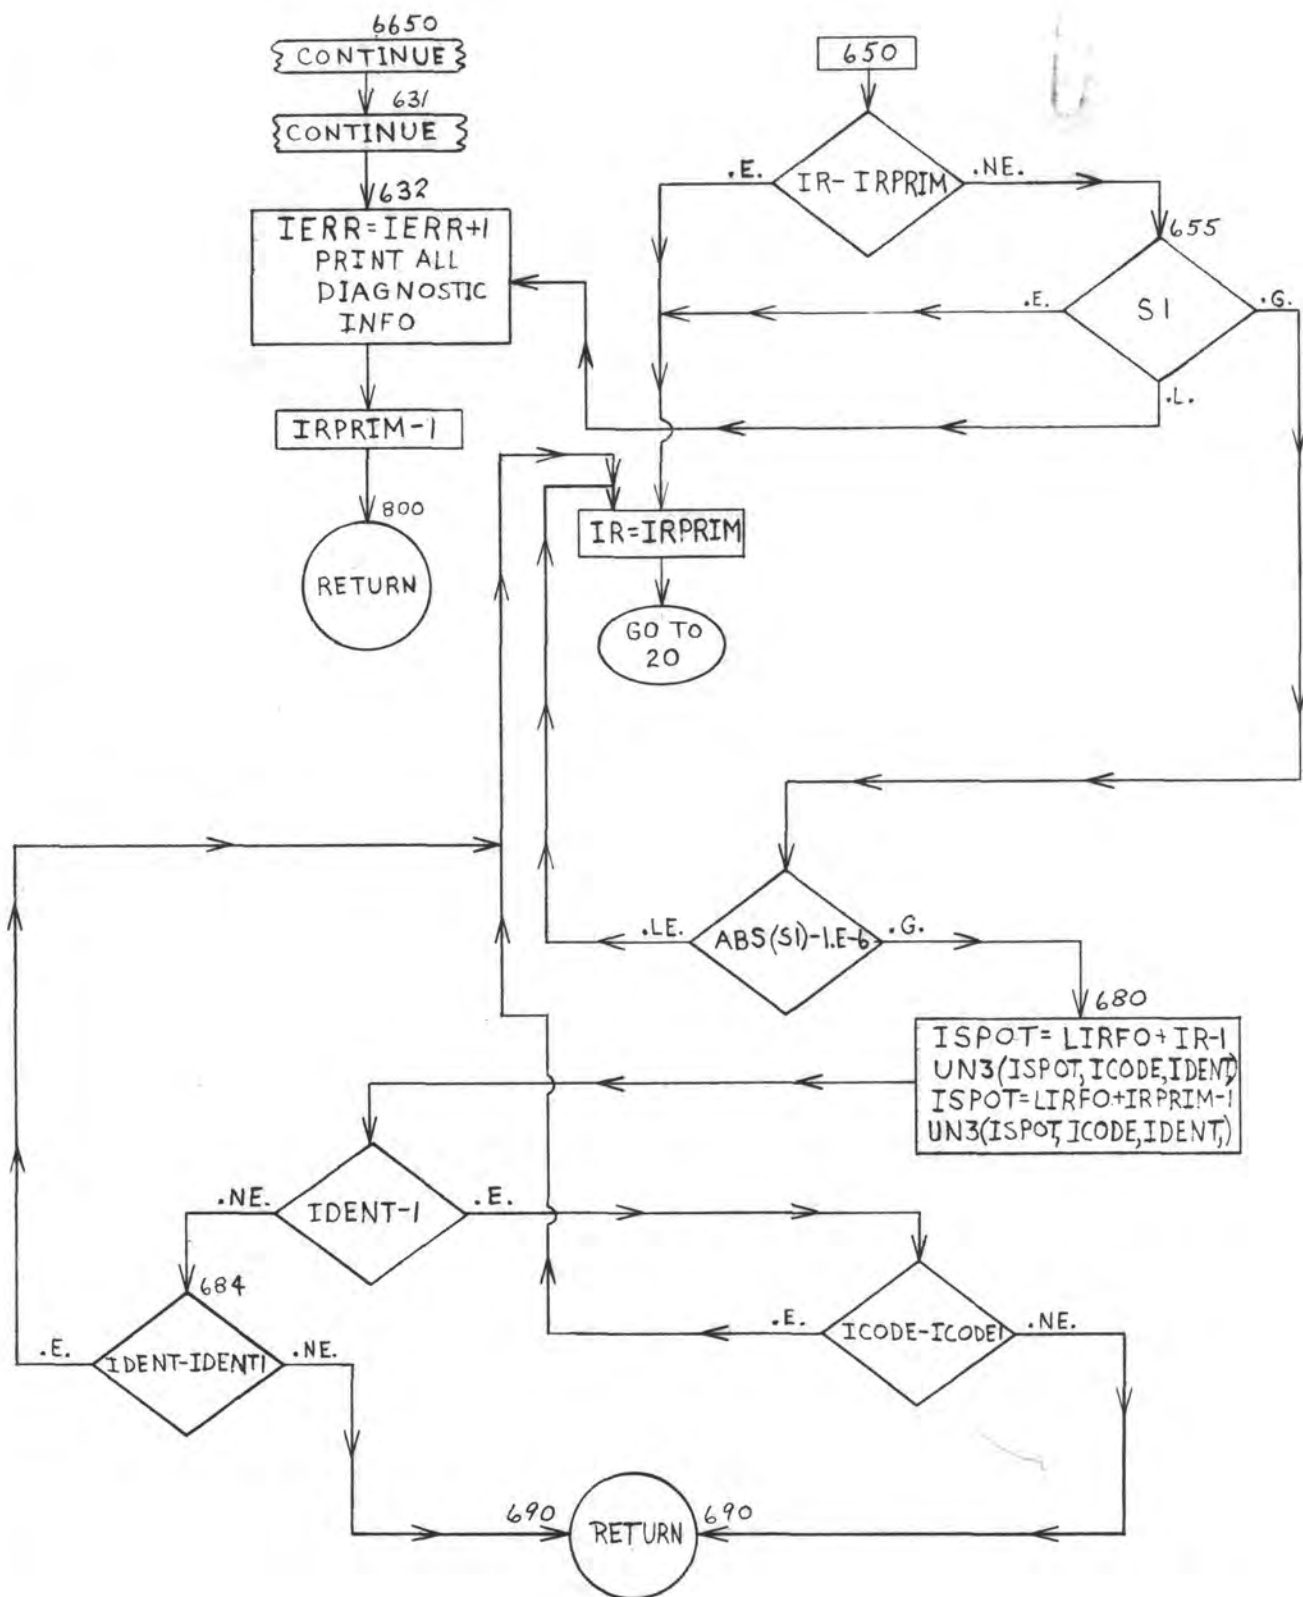 6650
CONTINUE
631
CONTINUE
632
IERR=IERR+1
PRINT ALL
DIAGNOSTIC
INFO
IRPRIM-1
800
RETURN
650
.E.
IR-IRPRIM
.NE.
655
.E.
S1
.G.
.L.
IR=IRPRIM
GO TO
20
.LE.
ABS(S1)-1.E-6
.G.
680
ISPOT=LIRFO+IR-1
UN3(ISPOT,ICODE,IDENT)
ISPOT=LIRFO+IRPRIM-1
UN3(ISPOT,ICODE,IDENT,)
.NE.
IDENT-1
.E.
684
.E.
IDENT-IDENT1
.NE.
.E.
ICODE-ICODE1
.NE.
690
RETURN
690